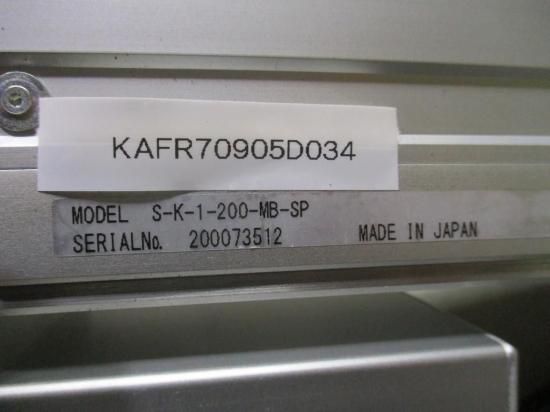 KAFR70905D034
MODEL S-K-1-200-MB-SP
SERIALNo. 200073512 MADE IN JAPAN